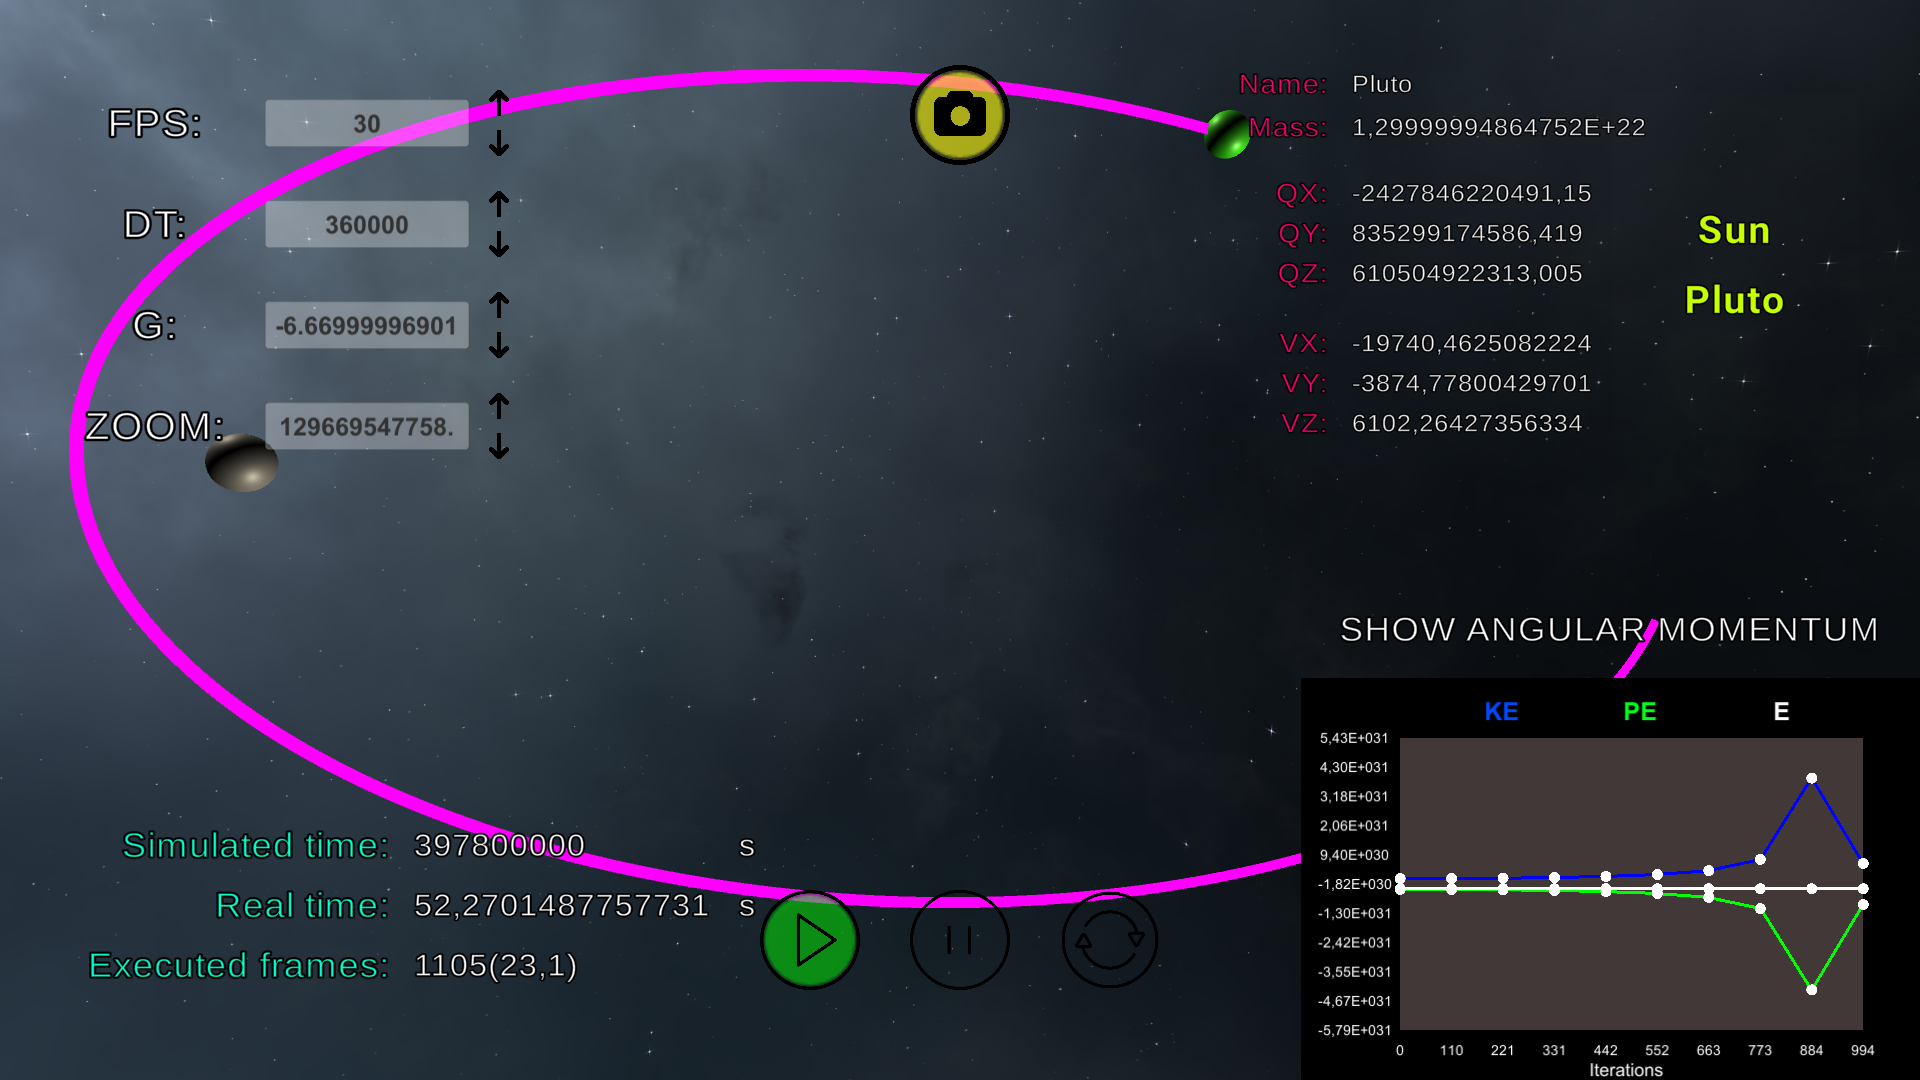 FPS: 30
DT: 360000
G: -6.66999996901
ZOOM: 129669547758.
Name: Pluto
Mass: 1,29999994864752E+22
QX: -2427846220491,15
QY: 835299174586,419
QZ: 610504922313,005
VX: -19740,4625082224
VY: -3874,77800429701
VZ: 6102,26427356334
Sun
Pluto
SHOW ANGULAR MOMENTUM
Simulated time: 397800000 s
Real time: 52,2701487757731 s
Executed frames: 1105(23,1)
KE PE E
5,43E+031
4,30E+031
3,18E+031
2,06E+031
9,40E+030
-1,82E+030
-1,30E+031
-2,42E+031
-3,55E+031
-4,67E+031
-5,79E+031
0 110 221 331 442 552 663 773 884 994
Iterations